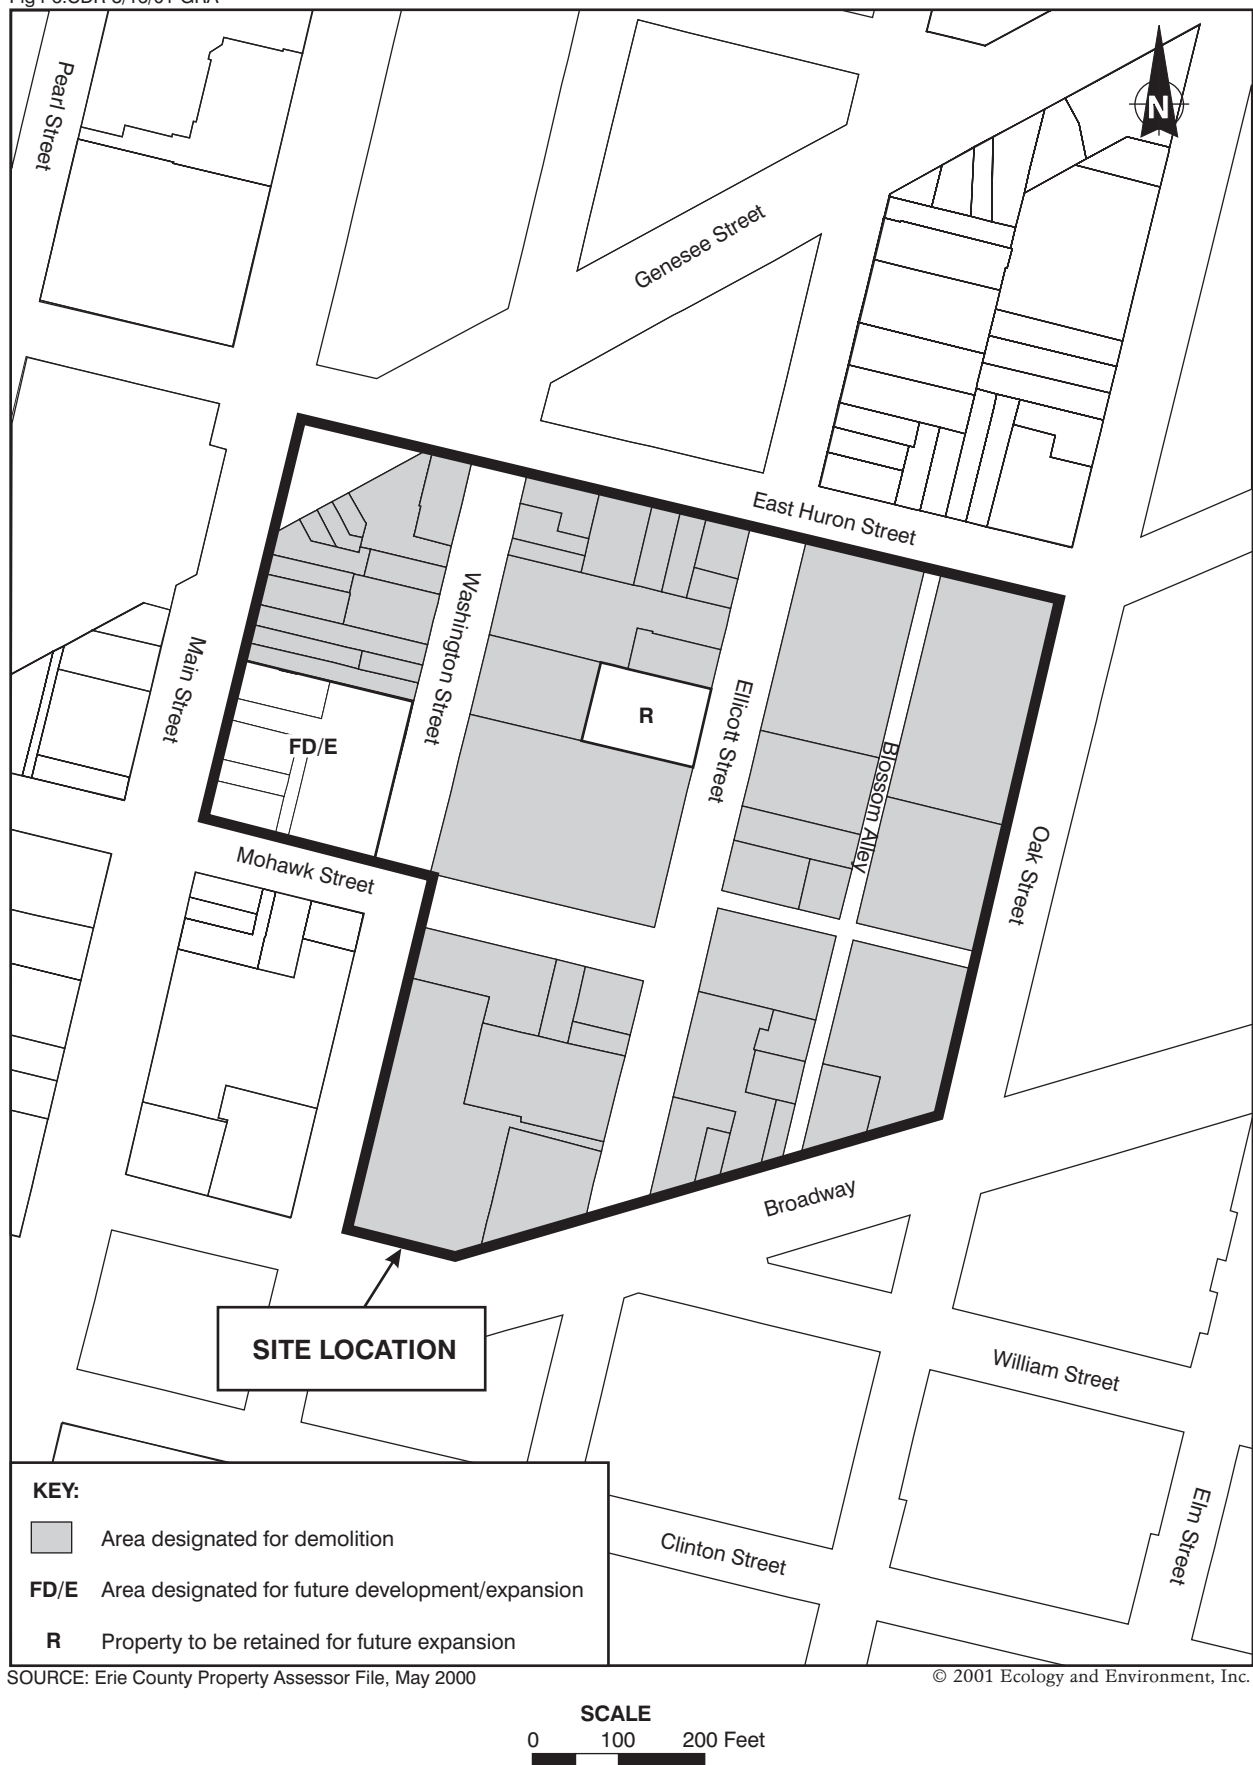 Pearl Street
N
Genesee Street
East Huron Street
Washington Street
Main Street
R
Ellicott Street
FD/E
Blossom Alley
Oak Street
Mohawk Street
Broadway
SITE LOCATION
William Street
Elm Street
Clinton Street
KEY:
Area designated for demolition
FD/E Area designated for future development/expansion
R Property to be retained for future expansion
SOURCE: Erie County Property Assessor File, May 2000
© 2001 Ecology and Environment, Inc.
SCALE
0 100 200 Feet